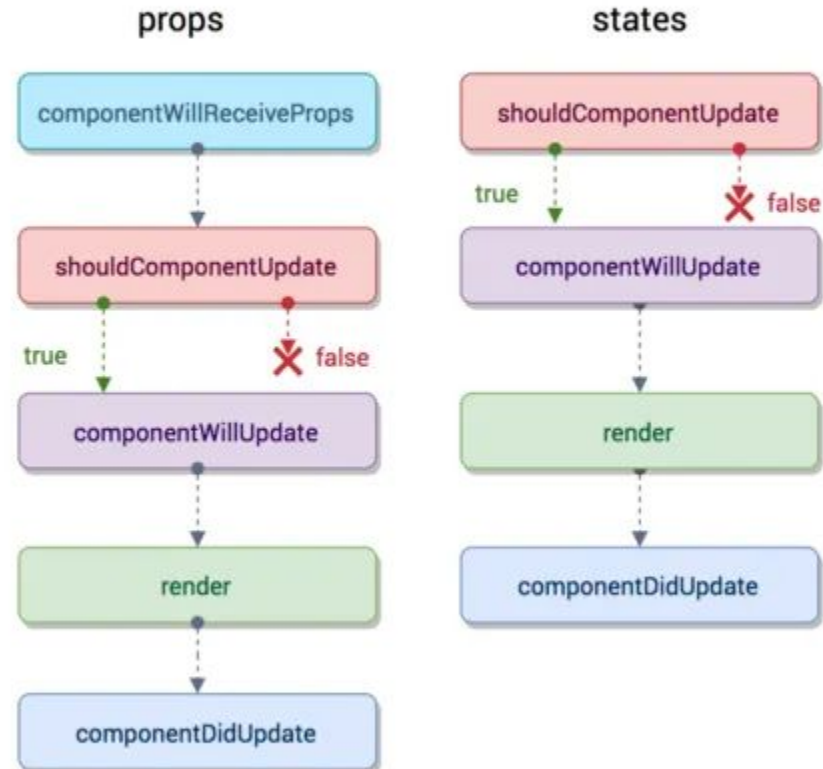 props
componentWillReceiveProps
shouldComponentUpdate
true
false
componentWillUpdate
render
componentDidUpdate
states
shouldComponentUpdate
true
false
componentWillUpdate
render
componentDidUpdate